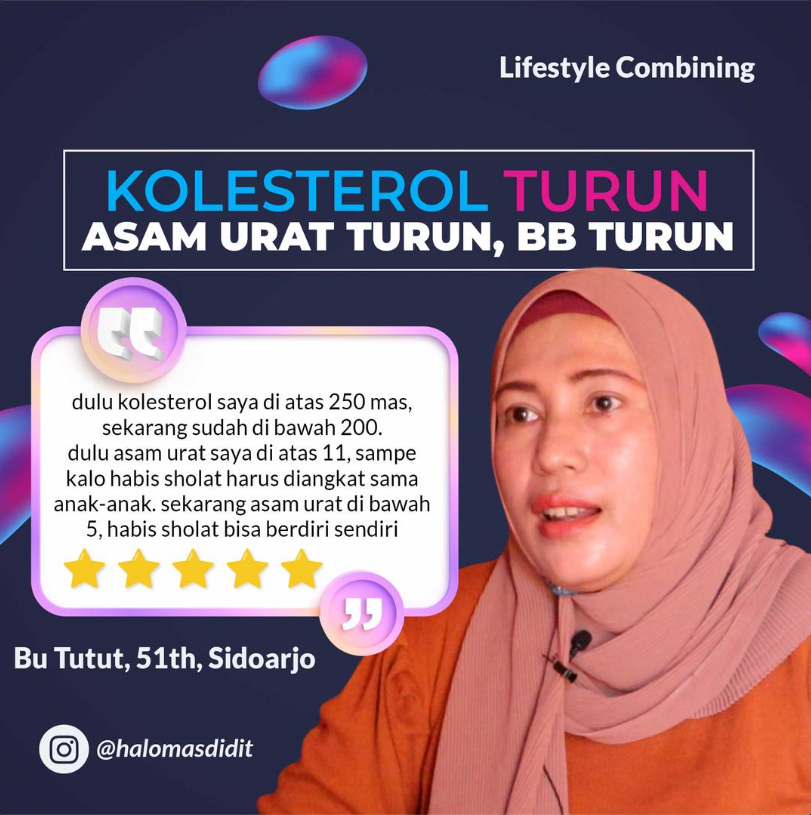 Lifestyle Combining
KOLESTEROL TURUN
ASAM URAT TURUN, BB TURUN
dulu kolesterol saya di atas 250 mas,
sekarang sudah di bawah 200.
dulu asam urat saya di atas 11, sampe
kalo habis sholat harus diangkat sama
anak-anak. sekarang asam urat di bawah
5, habis sholat bisa berdiri sendiri
Bu Tutut, 51th, Sidoarjo
@halomasdidit